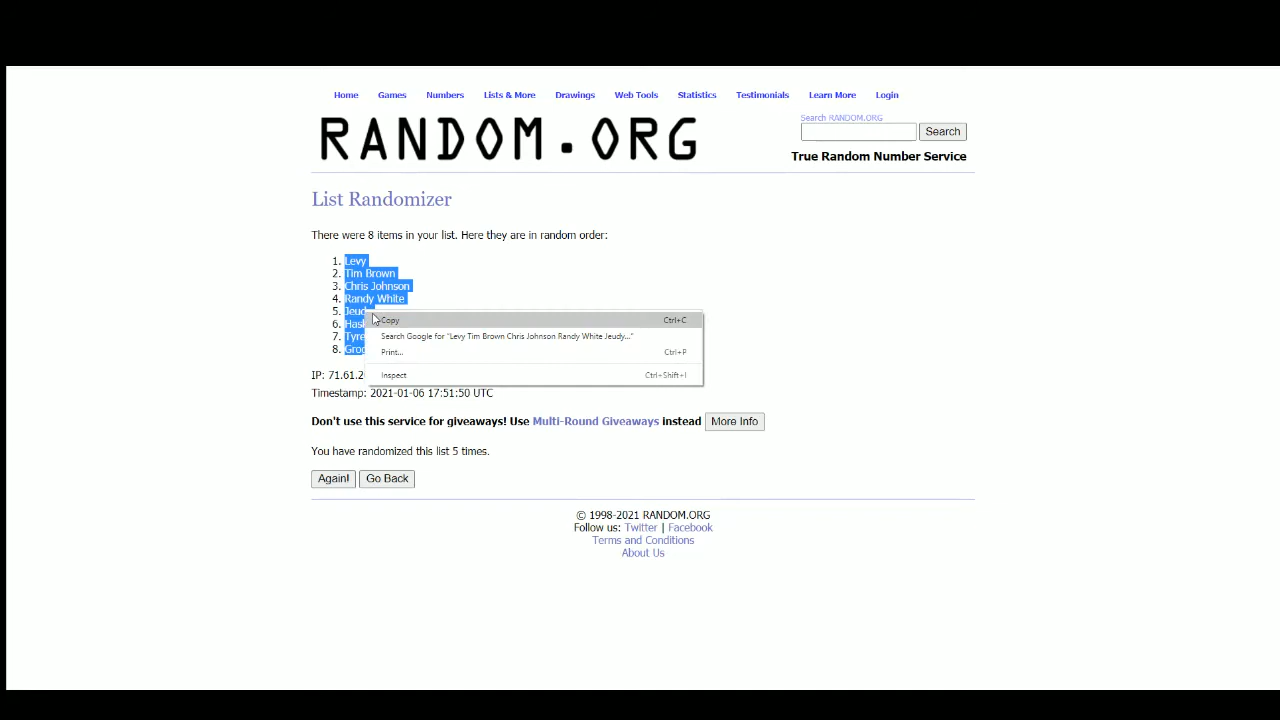 Home Games Numbers Lists & More Drawings Web Tools Statistics Testimonials Learn More Login
RANDOM.ORG
Search RANDOM.ORG
Search
True Random Number Service
List Randomizer
There were 8 items in your list. Here they are in random order:
1. Levy
2. Tim Brown
3. Chris Johnson
4. Randy White
5.
6.
7.
8.
Copy Ctrl+C
Search Google for "Levy Tim Brown Chris Johnson Randy White Jeudy..."
Print... Ctrl+P
Inspect Ctrl+Shift+I
IP: 71.61.2
Timestamp: 2021-01-06 17:51:50 UTC
Don't use this service for giveaways! Use Multi-Round Giveaways instead More Info
You have randomized this list 5 times.
Again! Go Back
© 1998-2021 RANDOM.ORG
Follow us: Twitter | Facebook
Terms and Conditions
About Us